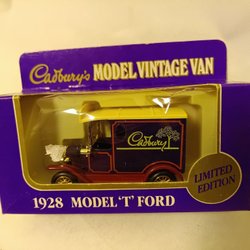 Cadbury's MODEL VINTAGE VAN
Cadbury
LIMITED
EDITION
1928 MODEL 'T' FORD